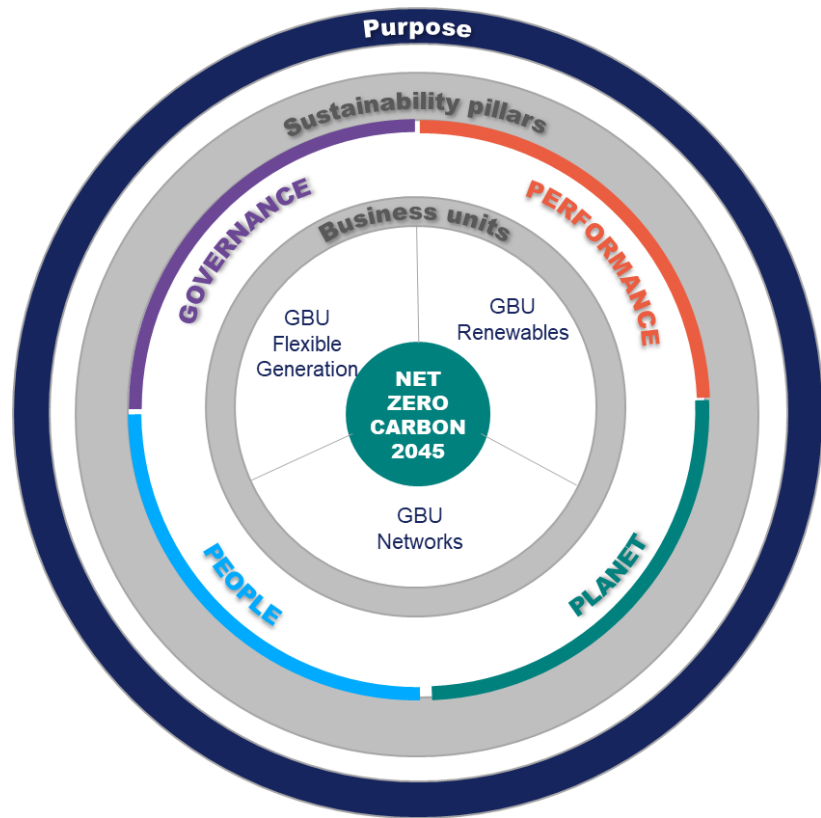 Purpose
Sustainability pillars
GOVERNANCE
PERFORMANCE
Business units
GBU
Flexible
Generation
GBU
Renewables
NET
ZERO
CARBON
2045
GBU
Networks
PEOPLE
PLANET